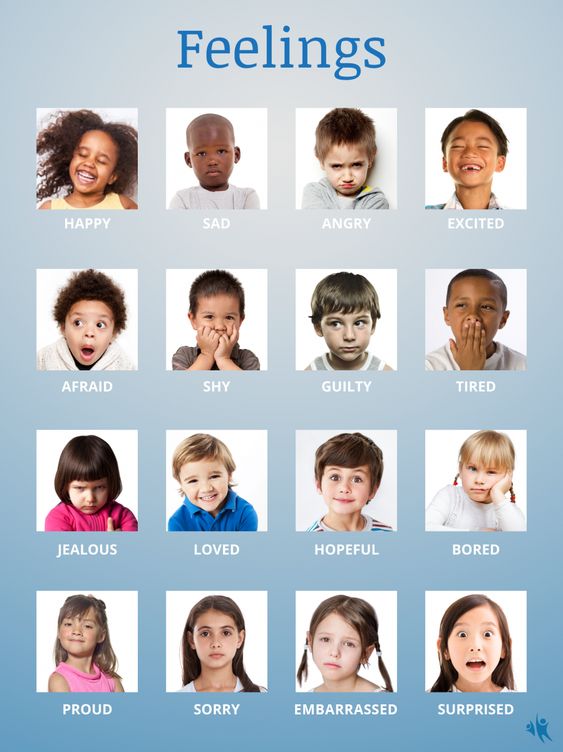 Feelings
HAPPY SAD ANGRY EXCITED
AFRAID SHY GUILTY TIRED
JEALOUS LOVED HOPEFUL BORED
PROUD SORRY EMBARRASSED SURPRISED